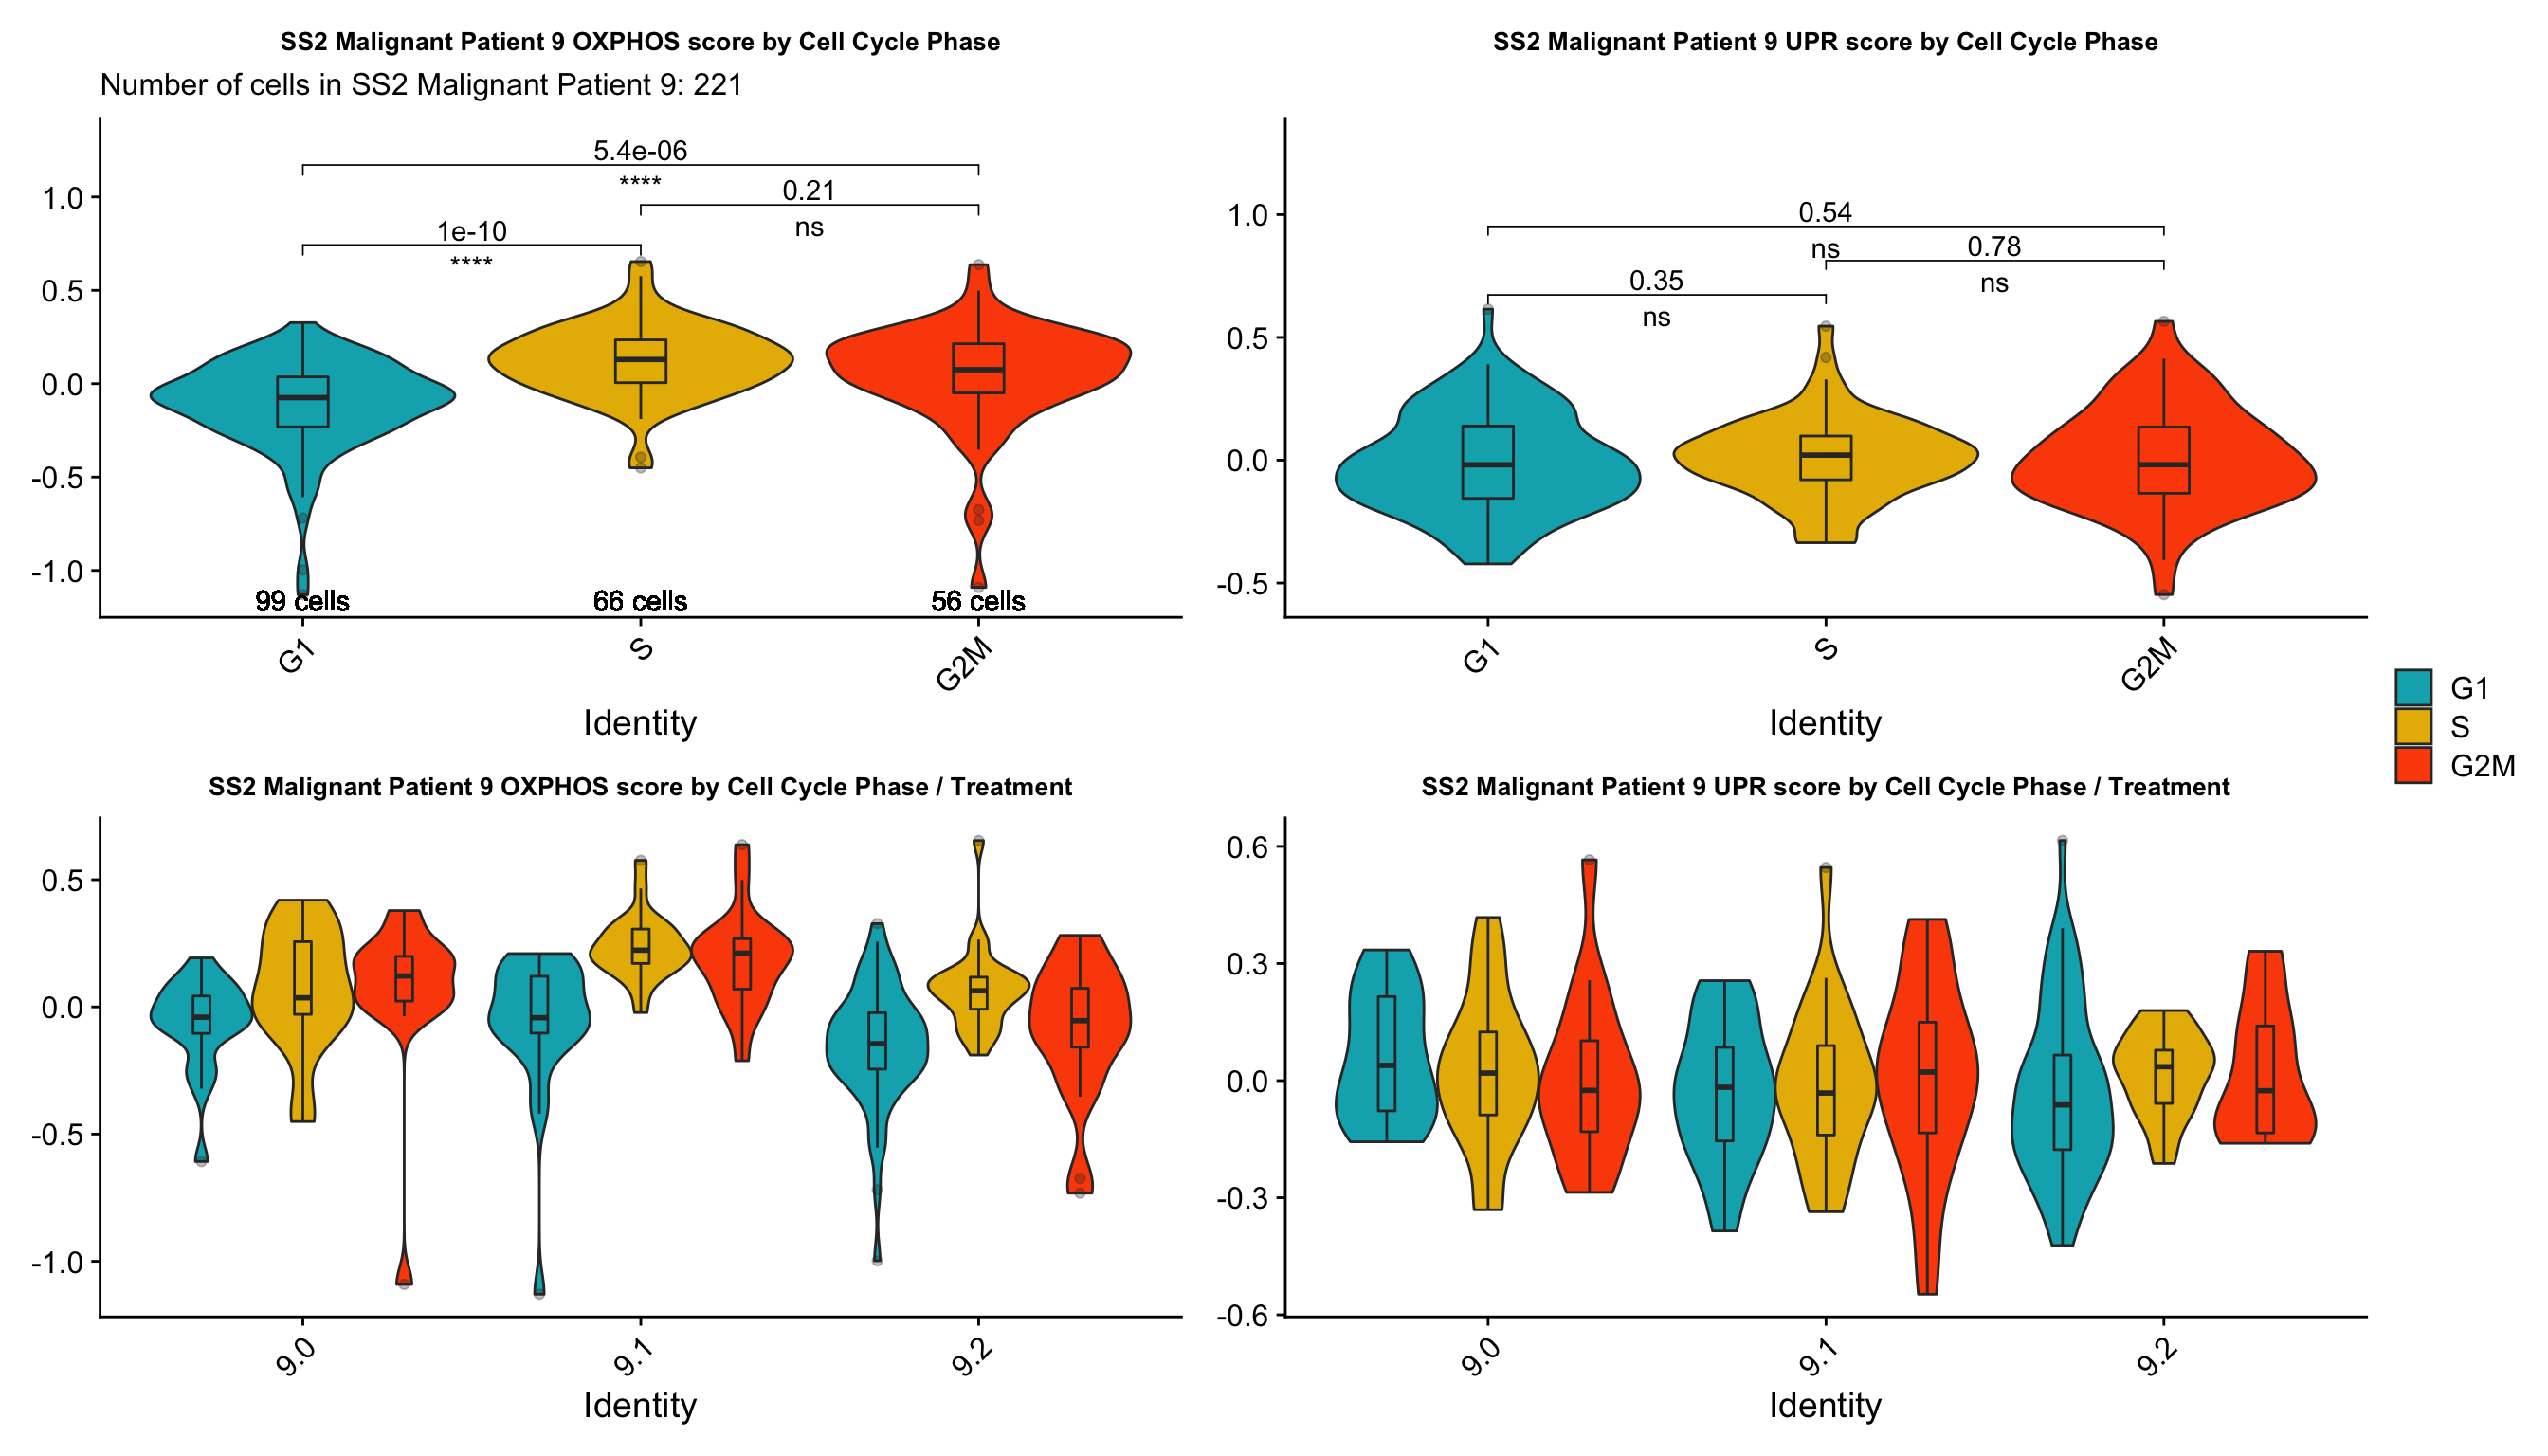 SS2 Malignant Patient 9 OXPHOS score by Cell Cycle Phase
Number of cells in SS2 Malignant Patient 9: 221
5.4e-06
****
0.21
ns
1e-10
****
1.0
0.5
0.0
-0.5
-1.0
99 cells
66 cells
56 cells
G1
S
G2M
Identity
SS2 Malignant Patient 9 UPR score by Cell Cycle Phase
0.54
ns
0.78
ns
0.35
ns
1.0
0.5
0.0
-0.5
G1
S
G2M
Identity
G1
S
G2M
SS2 Malignant Patient 9 OXPHOS score by Cell Cycle Phase / Treatment
0.5
0.0
-0.5
-1.0
9.0
9.1
9.2
Identity
SS2 Malignant Patient 9 UPR score by Cell Cycle Phase / Treatment
0.6
0.3
0.0
-0.3
-0.6
9.0
9.1
9.2
Identity